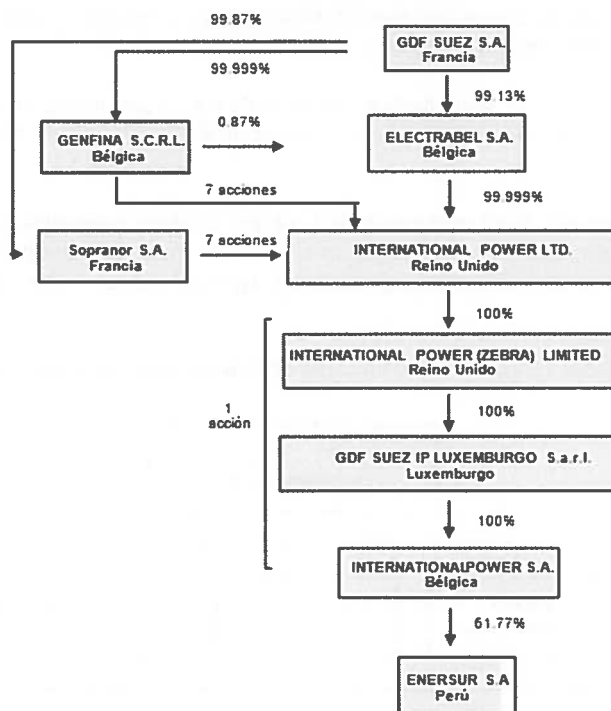 99.87%
GDF SUEZ S.A.
Francia
99.999%
99.13%
GENFINA S.C.R.L.
Bélgica
0.87%
ELECTRABEL S.A.
Bélgica
7 acciones
99.999%
Sopranor S.A.
Francia
7 acciones
INTERNATIONAL POWER LTD.
Reino Unido
100%
INTERNATIONAL POWER (ZEBRA) LIMITED
Reino Unido
1
acción
100%
GDF SUEZ IP LUXEMBURGO S.a.r.l.
Luxemburgo
100%
INTERNATIONALPOWER S.A.
Bélgica
61.77%
ENERSUR S.A
Perú